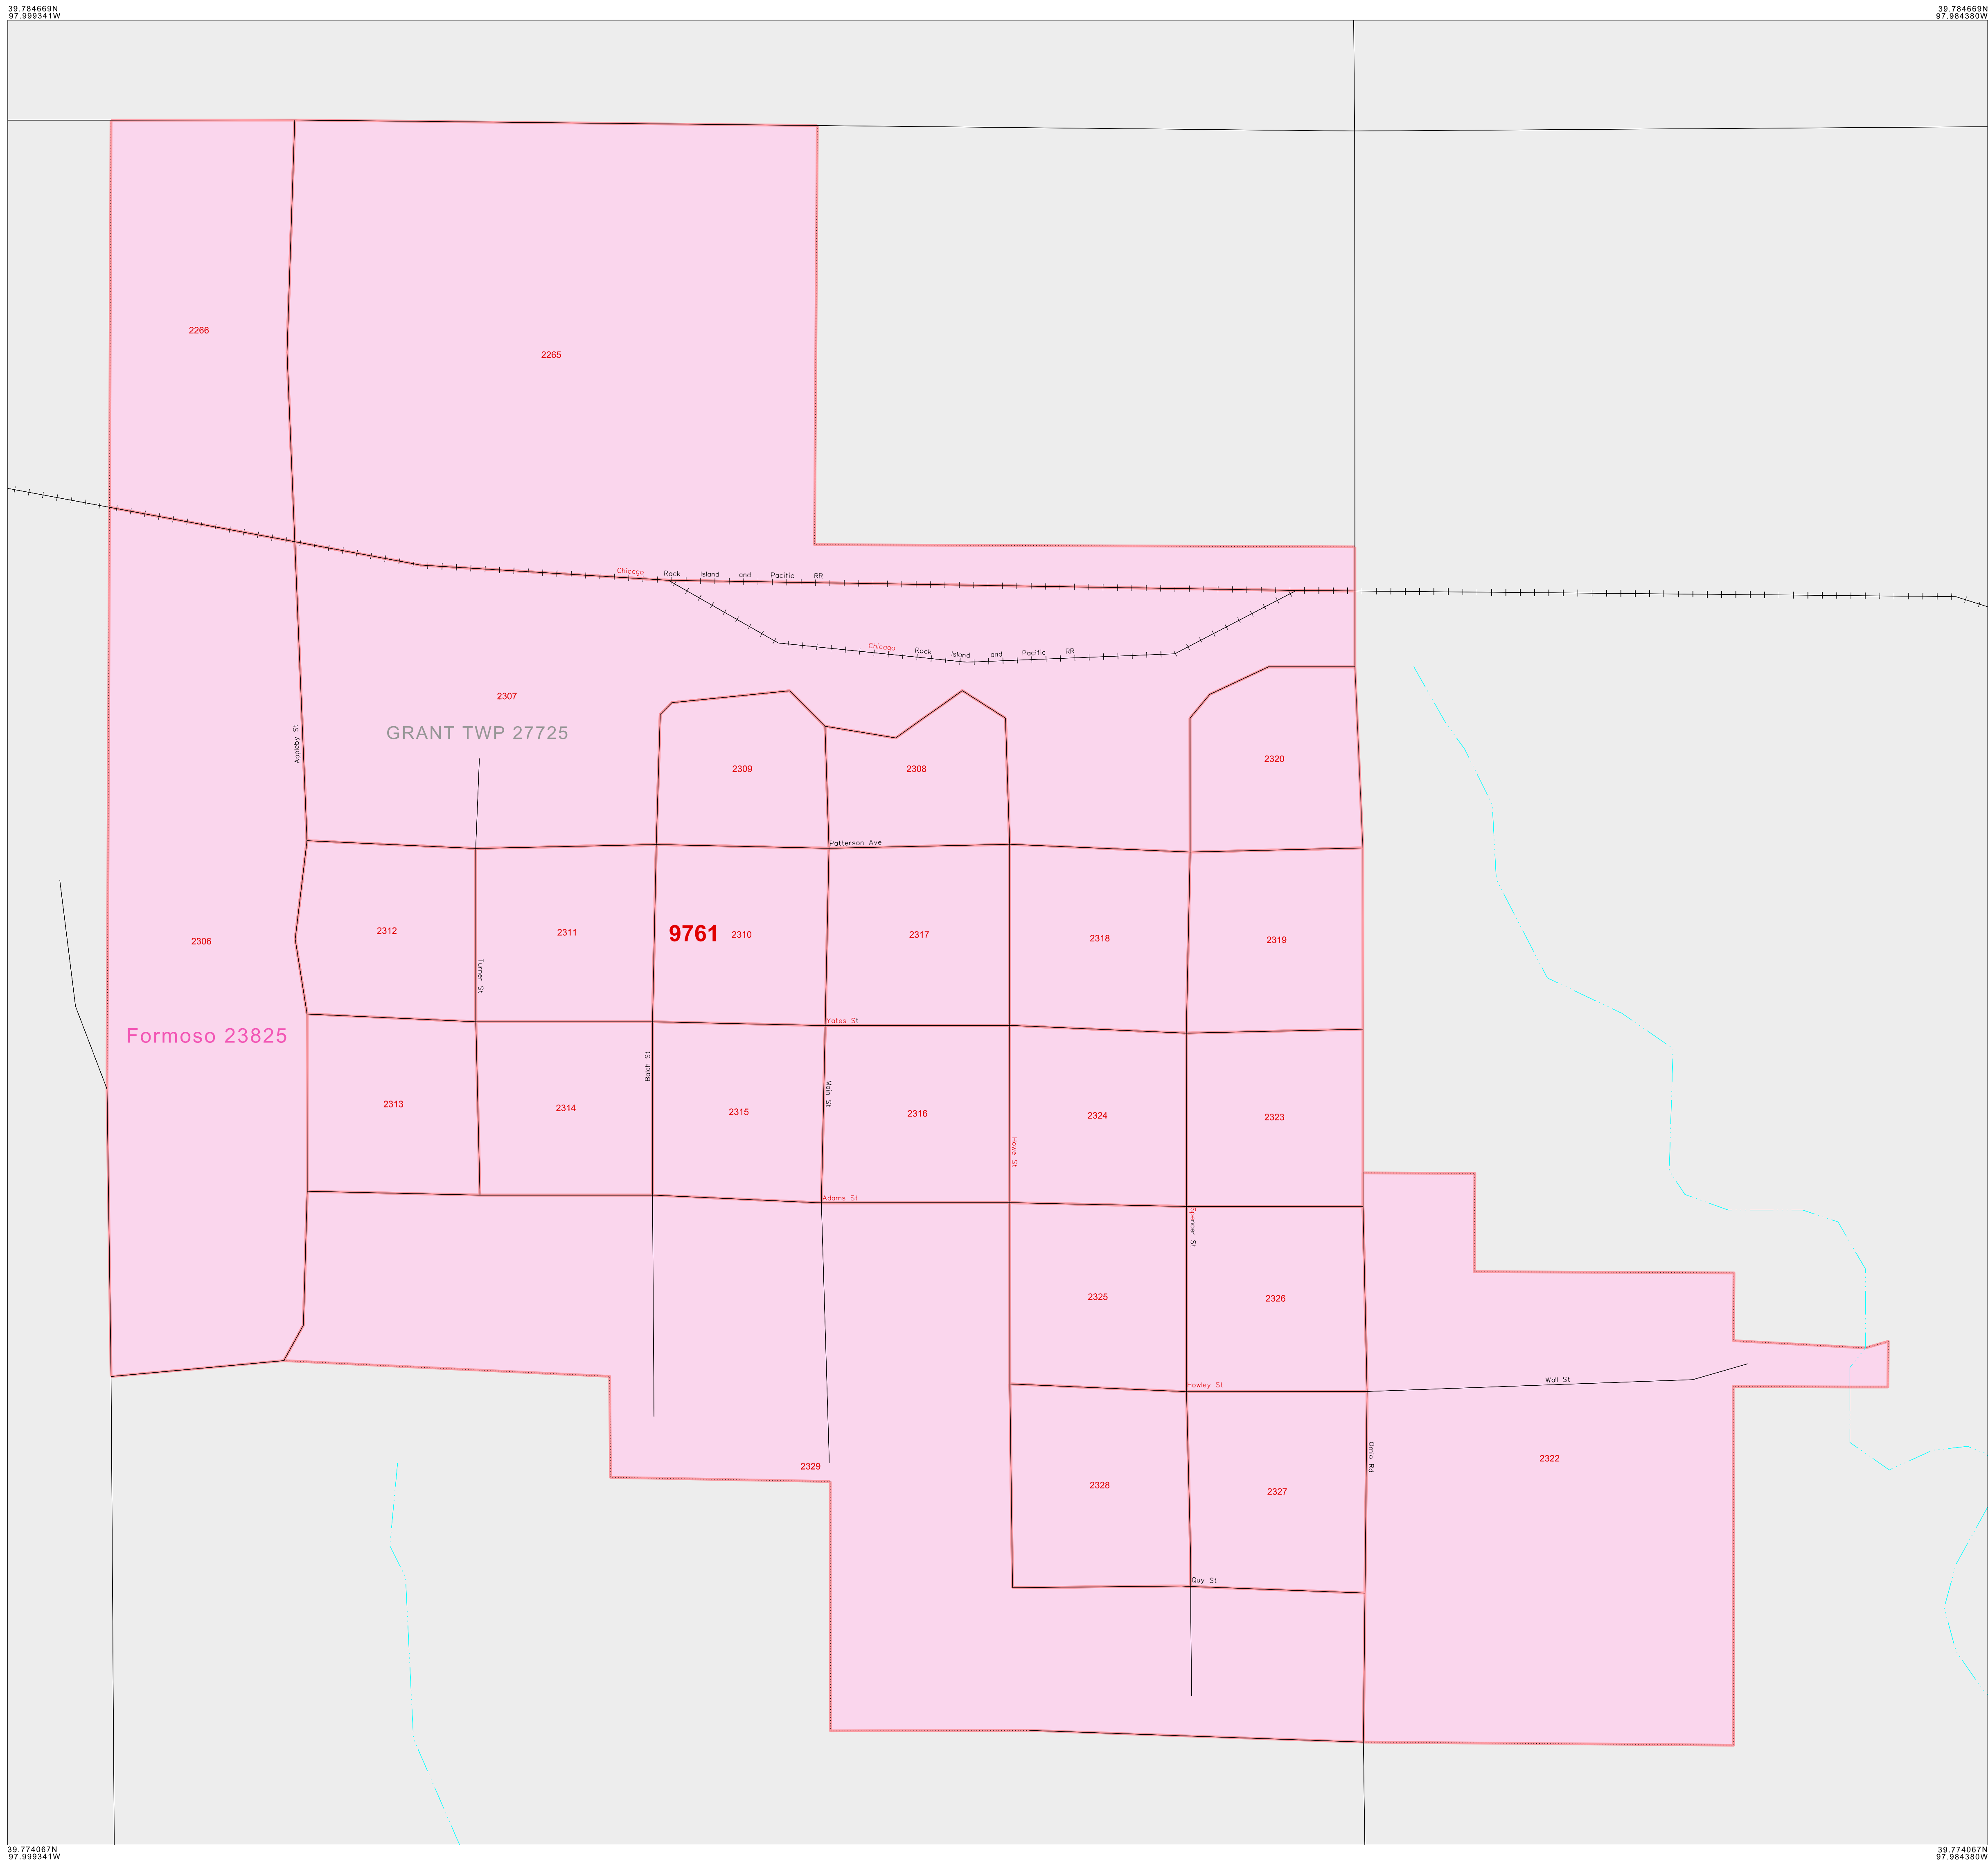 39.784669N
97.999341W
39.784669N
97.984380W
2266
2265
Chicago Rock Island and Pacific RR
Chicago Rock Island and Pacific RR
2307
GRANT TWP 27725
Appleby St
2309
2308
2320
Patterson Ave
2306
2312
2311
9761
2310
2317
2318
2319
Turner St
Yates St
Formoso 23825
Balch St
Main St
2313
2314
2315
2316
2324
2323
Howe St
Adams St
Spencer St
2325
2326
Howley St
Wall St
Omio Rd
2322
2329
2328
2327
Quy St
39.774067N
97.999341W
39.774067N
97.984380W